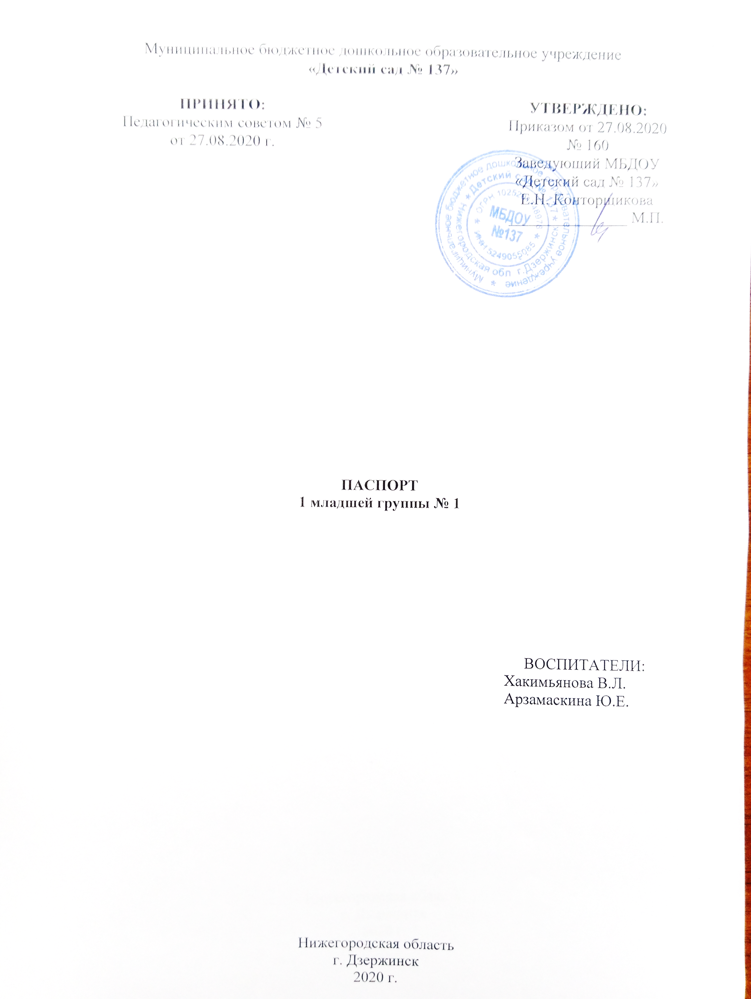 Муниципальное бюджетное дошкольное образовательное учреждение
«Детский сад № 137»
ПРИНЯТО:
Педагогическим советом № 5
от 27.08.2020 г.
УТВЕРЖДЕНО:
Приказом от 27.08.2020
№ 160
Заведующий МБДОУ
«Детский сад № 137»
Е.Н. Конторщикова
М.П.
Муниципальное бюджетное дошкольное образовательное учреждение
Нижегородская обл г.Дзержинск
Детский сад № 137
ОГРН
ИНН 5249055085
МБДОУ
№137
ПАСПОРТ
1 младшей группы № 1
ВОСПИТАТЕЛИ:
Хакимьянова В.Л.
Арзамаскина Ю.Е.
Нижегородская область
г. Дзержинск
2020 г.